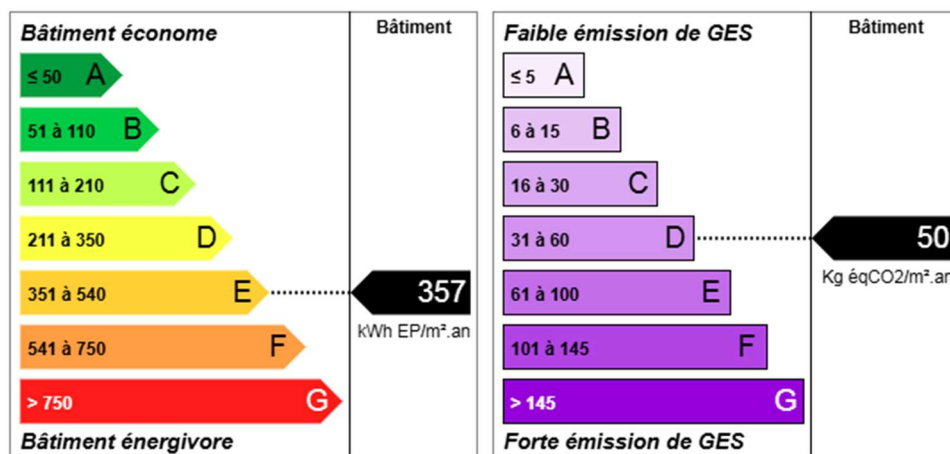 Bâtiment économe
Bâtiment
≤ 50 A
51 à 110 B
111 à 210 C
211 à 350 D
351 à 540 E
357
kWh EP/m².an
541 à 750 F
> 750 G
Bâtiment énergivore
Faible émission de GES
Bâtiment
≤ 5 A
6 à 15 B
16 à 30 C
31 à 60 D
50
Kg éqCO2/m².an
61 à 100 E
101 à 145 F
> 145 G
Forte émission de GES